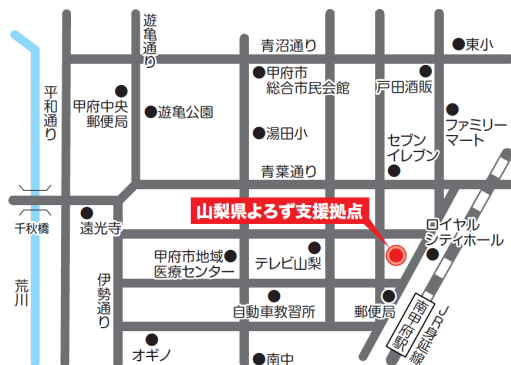 遊亀通り
青沼通り
東小
平和通り
甲府中央
郵便局
遊亀公園
甲府市
総合市民会館
戸田酒販
湯田小
セブン
イレブン
ファミリー
マート
青葉通り
山梨県よろず支援拠点
千秋橋
遠光寺
ロイヤル
シティホール
甲府市地域
医療センター
テレビ山梨
荒川
伊勢通り
自動車教習所
郵便局
南甲府駅
JR身延線
オギノ
南中